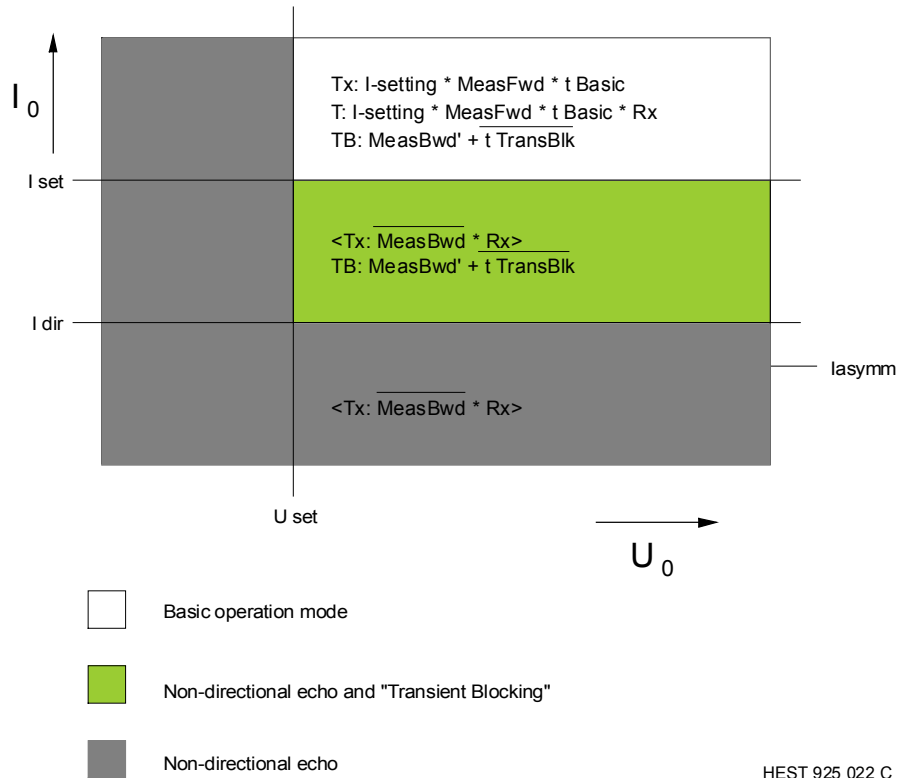 I0
Tx: I-setting * MeasFwd * t Basic
T: I-setting * MeasFwd * t Basic * Rx
TB: MeasBwd' + t TransBlk
I set
<Tx: MeasBwd * Rx>
TB: MeasBwd' + t TransBlk
I dir
Iasymm
<Tx: MeasBwd * Rx>
U set
U0
Basic operation mode
Non-directional echo and "Transient Blocking"
Non-directional echo
HEST 925 022 C